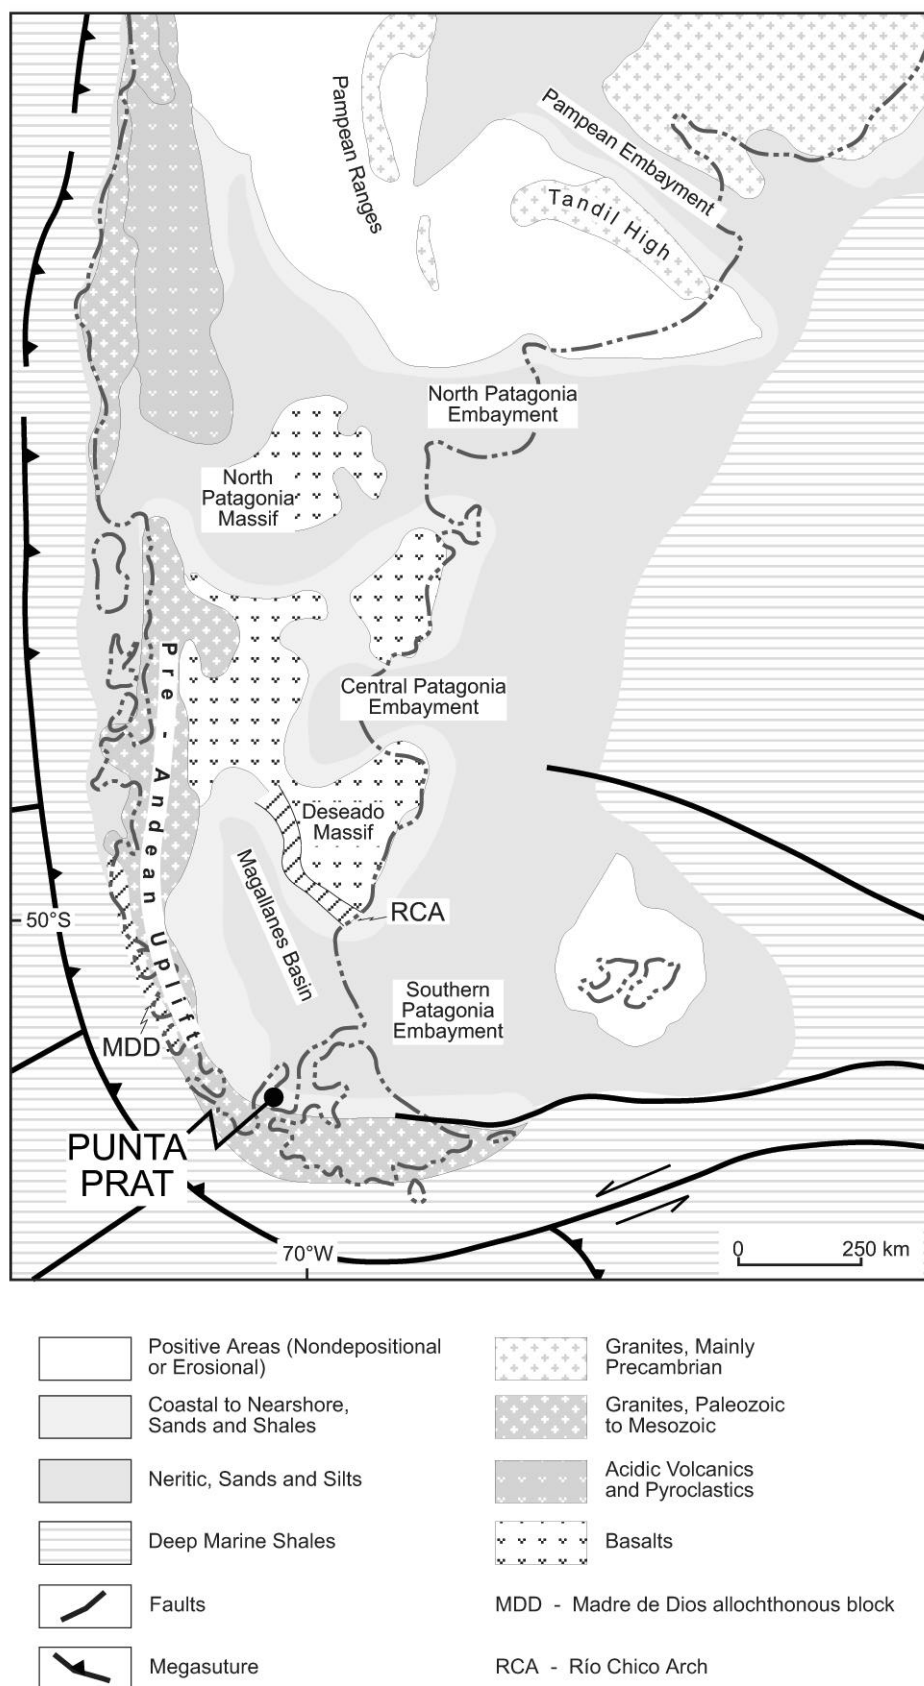 Pampean Ranges
Pampean Embayment
Tandil High
North Patagonia
Embayment
North
Patagonia
Massif
Pre - Andean Uplift
Central Patagonia
Embayment
Deseado
Massif
Magallanes Basin
50°S
RCA
Southern
Patagonia
Embayment
MDD
PUNTA
PRAT
70°W
0 250 km
Positive Areas (Nondepositional
or Erosional)
Coastal to Nearshore,
Sands and Shales
Neritic, Sands and Silts
Deep Marine Shales
Faults
Megasuture
Granites, Mainly
Precambrian
Granites, Paleozoic
to Mesozoic
Acidic Volcanics
and Pyroclastics
Basalts
MDD - Madre de Dios allochthonous block
RCA - Río Chico Arch